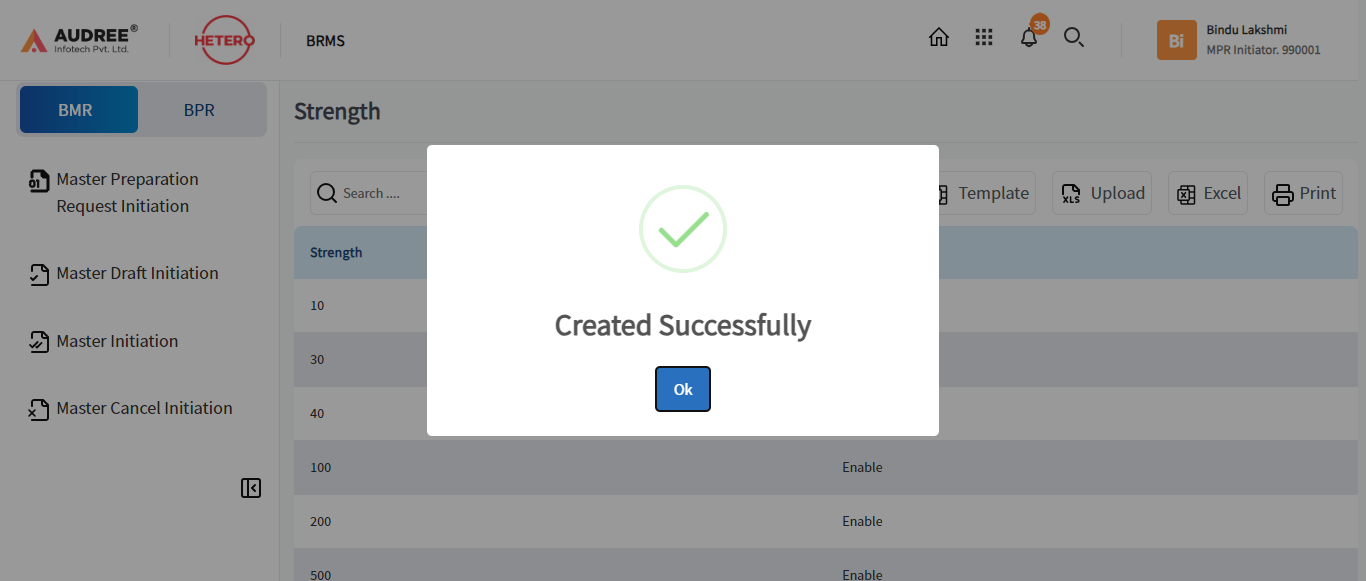 AUDREE®
Infotech Pvt. Ltd.
HETERO
BRMS
38
Bi
Bindu Lakshmi
MPR Initiator. 990001
BMR
BPR
Strength
Master Preparation
Request Initiation
Master Draft Initiation
Master Initiation
Master Cancel Initiation
Search ....
Template
XLS
Upload
Excel
Print
Strength
10
30
40
100
Enable
200
Enable
500
Enable
Created Successfully
Ok